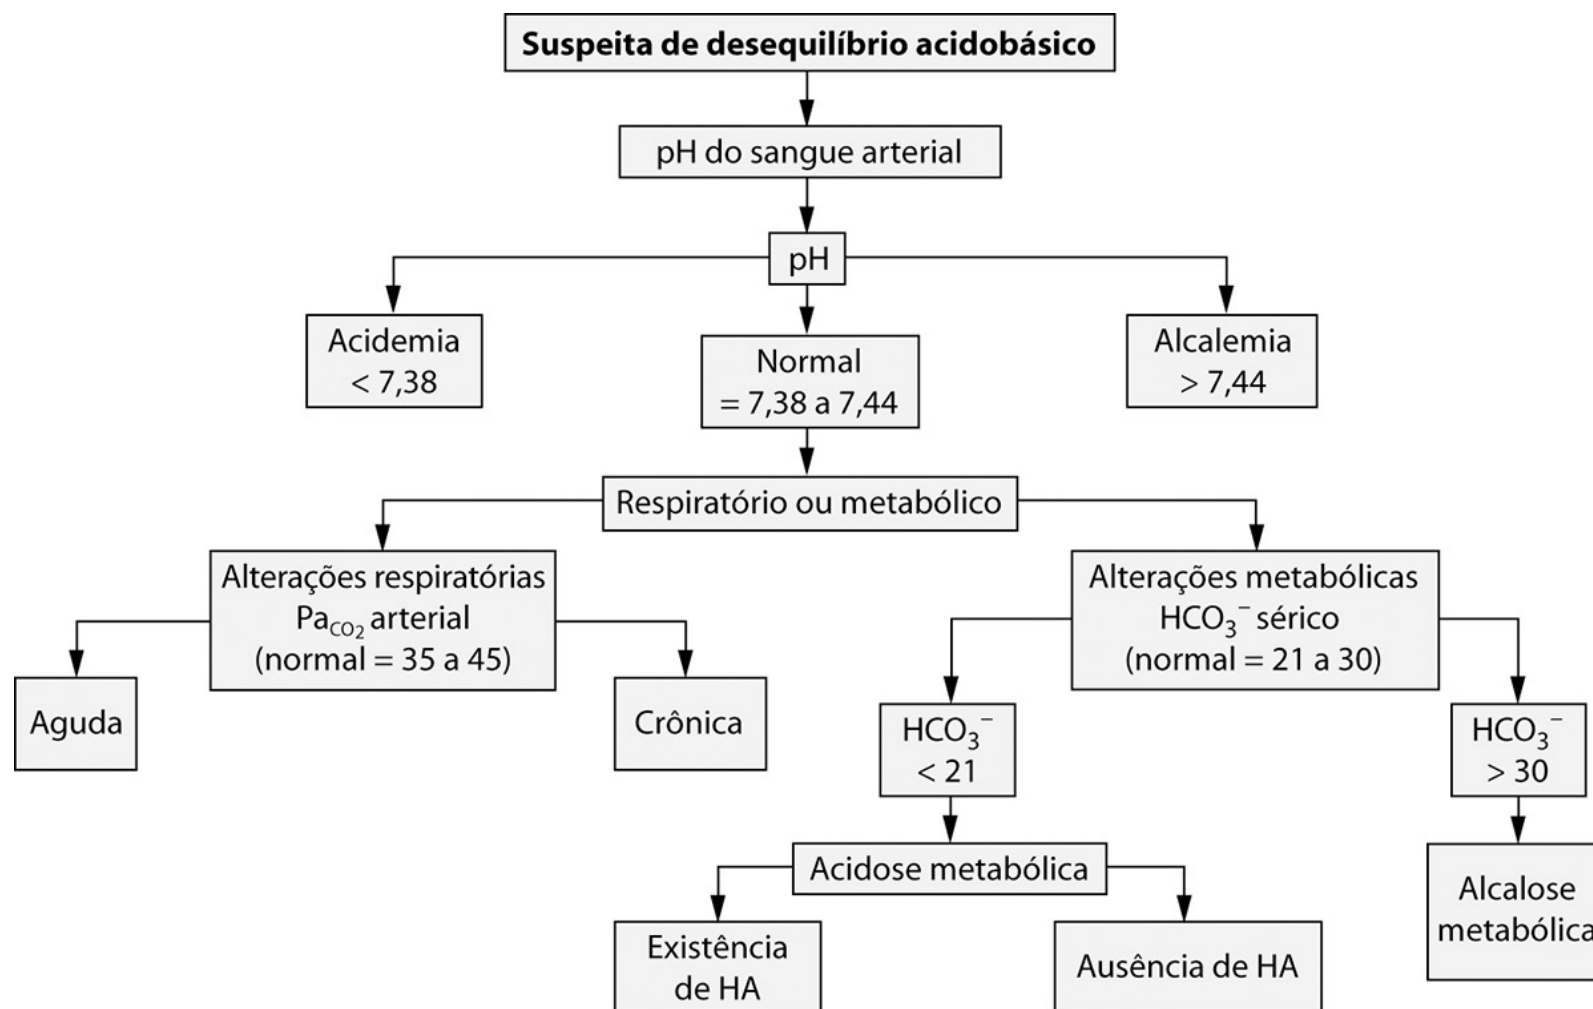 Suspeita de desequilíbrio acidobásico
pH do sangue arterial
pH
Acidemia
< 7,38
Normal
= 7,38 a 7,44
Alcalemia
> 7,44
Respiratório ou metabólico
Alterações respiratórias
Pa_CO₂ arterial
(normal = 35 a 45)
Alterações metabólicas
HCO₃⁻ sérico
(normal = 21 a 30)
Aguda
Crônica
HCO₃⁻
< 21
HCO₃⁻
> 30
Acidose metabólica
Alcalose
metabólica
Existência
de HA
Ausência de HA